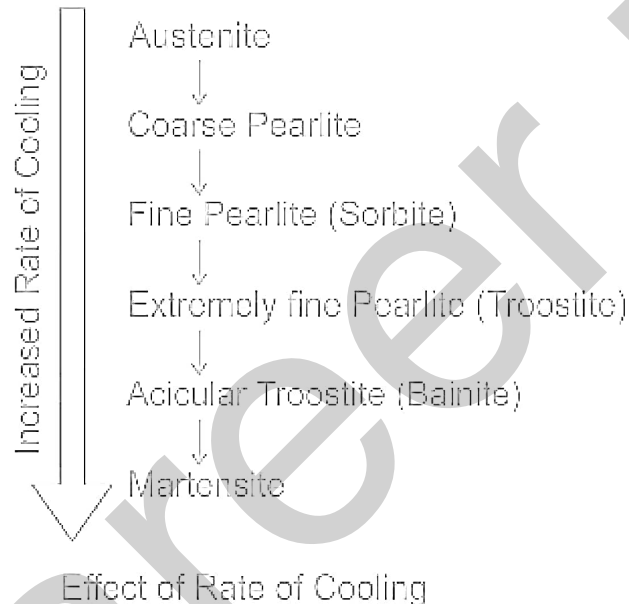 Increased Rate of Cooling
Austenite
Coarse Pearlite
Fine Pearlite (Sorbite)
Extremely fine Pearlite (Troostite)
Acicular Troostite (Bainite)
Martensite
Effect of Rate of Cooling